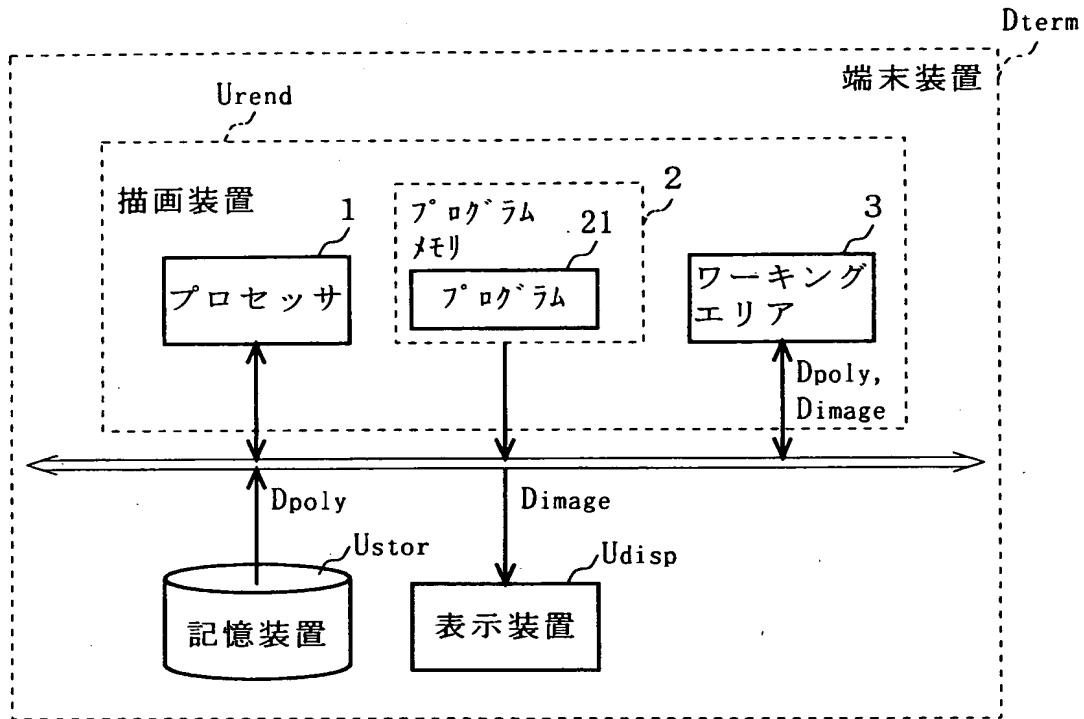 Dterm
端末装置
Urend
描画装置
1
プロセッサ
2
プログラム
メモリ
21
プログラム
3
ワーキング
エリア
Dpoly,
Dimage
Dpoly
Dimage
Ustor
記憶装置
Udisp
表示装置